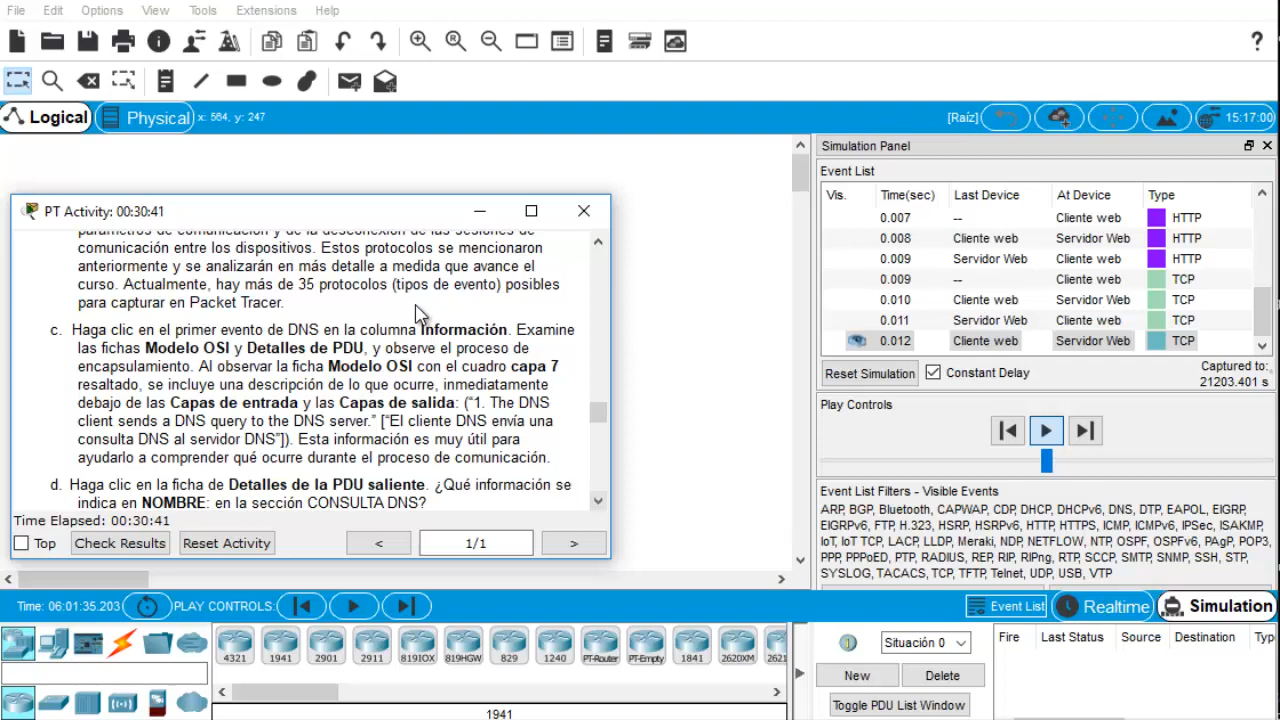 File Edit Options View Tools Extensions Help
?
Logical Physical x: 564, y: 247 [Raíz] 15:17:00
PT Activity: 00:30:41
parámetros de comunicación y de la desconexión de las sesiones de
comunicación entre los dispositivos. Estos protocolos se mencionaron
anteriormente y se analizarán en más detalle a medida que avance el
curso. Actualmente, hay más de 35 protocolos (tipos de evento) posibles
para capturar en Packet Tracer.
c. Haga clic en el primer evento de DNS en la columna Información. Examine
las fichas Modelo OSI y Detalles de PDU, y observe el proceso de
encapsulamiento. Al observar la ficha Modelo OSI con el cuadro capa 7
resaltado, se incluye una descripción de lo que ocurre, inmediatamente
debajo de las Capas de entrada y las Capas de salida: (“1. The DNS
client sends a DNS query to the DNS server.” [“El cliente DNS envía una
consulta DNS al servidor DNS”]). Esta información es muy útil para
ayudarlo a comprender qué ocurre durante el proceso de comunicación.
d. Haga clic en la ficha de Detalles de la PDU saliente. ¿Qué información se
indica en NOMBRE: en la sección CONSULTA DNS?
Time Elapsed: 00:30:41
Top Check Results Reset Activity < 1/1 >
Simulation Panel
Event List
Vis. Time(sec) Last Device At Device Type
0.007 -- Cliente web HTTP
0.008 Cliente web Servidor Web HTTP
0.009 Servidor Web Cliente web HTTP
0.009 -- Cliente web TCP
0.010 Cliente web Servidor Web TCP
0.011 Servidor Web Cliente web TCP
0.012 Cliente web Servidor Web TCP
Reset Simulation Constant Delay Captured to:
21203.401 s
Play Controls
Event List Filters - Visible Events
ARP, BGP, Bluetooth, CAPWAP, CDP, DHCP, DHCPv6, DNS, DTP, EAPOL, EIGRP,
EIGRPv6, FTP, H.323, HSRP, HSRPv6, HTTP, HTTPS, ICMP, ICMPv6, IPSec, ISAKMP,
IoT, IoT TCP, LACP, LLDP, Meraki, NDP, NETFLOW, NTP, OSPF, OSPFv6, PAgP, POP3,
PPP, PPPoED, PTP, RADIUS, REP, RIP, RIPng, RTP, SCCP, SMTP, SNMP, SSH, STP,
SYSLOG, TACACS, TCP, TFTP, Telnet, UDP, USB, VTP
Time: 06:01:35.203 PLAY CONTROLS: Event List Realtime Simulation
4321 1941 2901 2911 819IOX 819HGW 829 1240 PT-Router PT-Empty 1841 2620XM 2621
1941
1 Situación 0
New Delete
Toggle PDU List Window
Fire Last Status Source Destination Typ